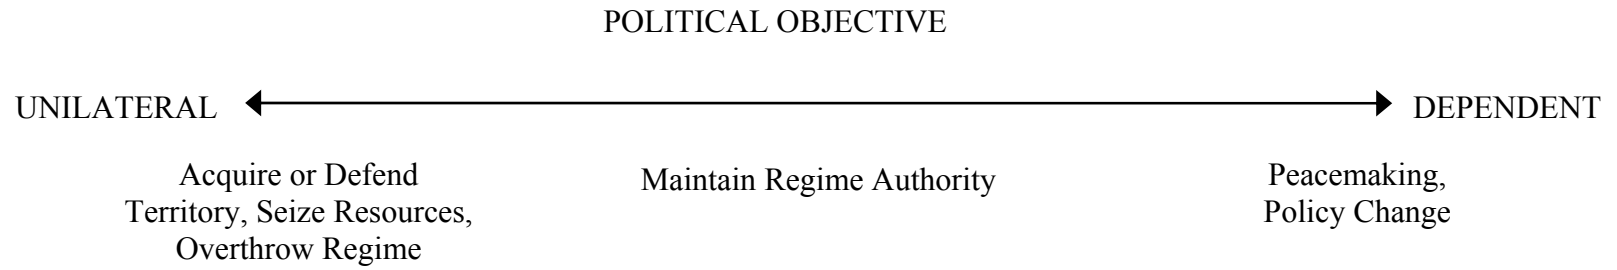 POLITICAL OBJECTIVE
UNILATERAL
DEPENDENT
Acquire or Defend
Territory, Seize Resources,
Overthrow Regime
Maintain Regime Authority
Peacemaking,
Policy Change